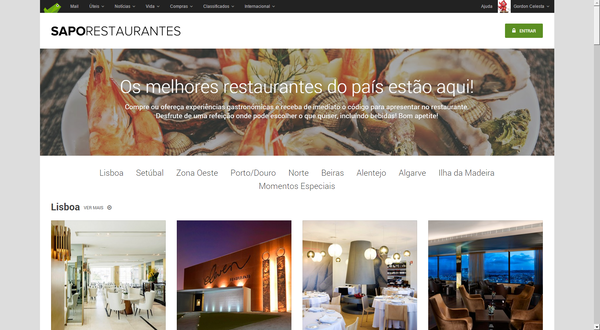 Mail Úteis Notícias Vida Compras Classificados Internacional Ajuda Gordon Celesta
SAPORESTAURANTES
ENTRAR
Os melhores restaurantes do país estão aqui!
Compre ou ofereça experiências gastronómicas e receba de imediato o código para apresentar no restaurante.
Desfrute de uma refeição onde pode escolher o que quiser, incluindo bebidas! Bom apetite!
Lisboa Setúbal Zona Oeste Porto/Douro Norte Beiras Alentejo Algarve Ilha da Madeira
Momentos Especiais
Lisboa VER MAIS